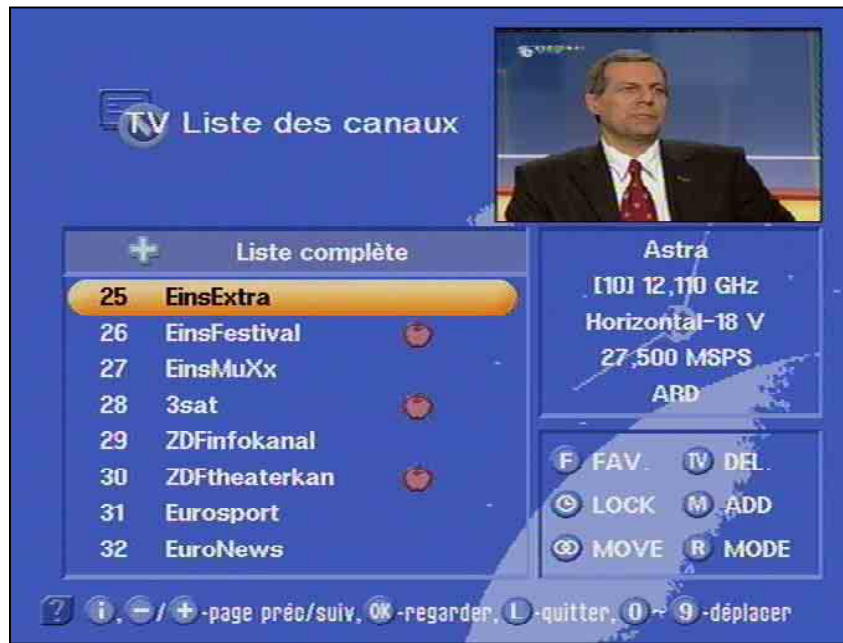 TV Liste des canaux
Liste complète
25 EinsExtra
26 EinsFestival
27 EinsMuXx
28 3sat
29 ZDFinfokanal
30 ZDFtheaterkan
31 Eurosport
32 EuroNews
Astra
[10] 12,110 GHz
Horizontal-18 V
27,500 MSPS
ARD
F FAV. TV DEL.
LOCK M ADD
MOVE R MODE
? i, -/ + -page préc/suiv, OK -regarder, L -quitter, 0 ~ 9 -déplacer